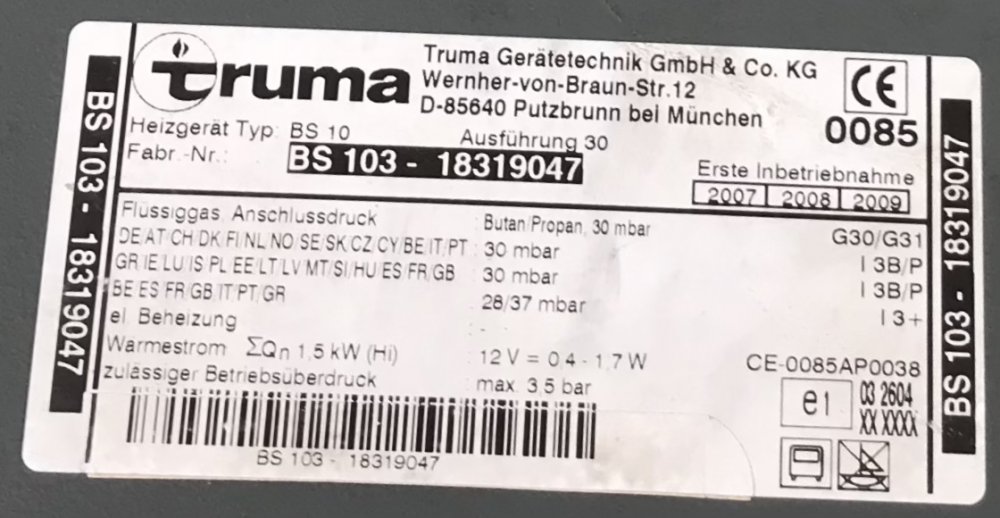 truma
Truma Gerätetechnik GmbH & Co. KG
Wernher-von-Braun-Str.12
D-85640 Putzbrunn bei München
CE
0085
Heizgerät Typ: BS 10 Ausführung 30
Fabr.-Nr.: BS 103 - 18319047
Erste Inbetriebnahme
2007 2008 2009
Flüssiggas, Anschlussdruck : Butan/Propan, 30 mbar G30/G31
DE/AT/CH/DK/FI/NL/NO/SE/SK/CZ/CY/BE/IT/PT : 30 mbar I 3B/P
GR/IE/LU/IS/PL/EE/LT/LV/MT/SI/HU/ES/FR/GB : 30 mbar I 3B/P
BE/ES/FR/GB/IT/PT/GR : 28/37 mbar I 3+
el. Beheizung : -
Wärmestrom ΣQn 1,5 kW (Hi) : 12 V = 0,4 - 1,7 W CE-0085AP0038
zulässiger Betriebsüberdruck : max. 3,5 bar
e1 03 2604
XX XXXX
BS 103 - 18319047
BS 103 - 18319047
BS 103 - 18319047